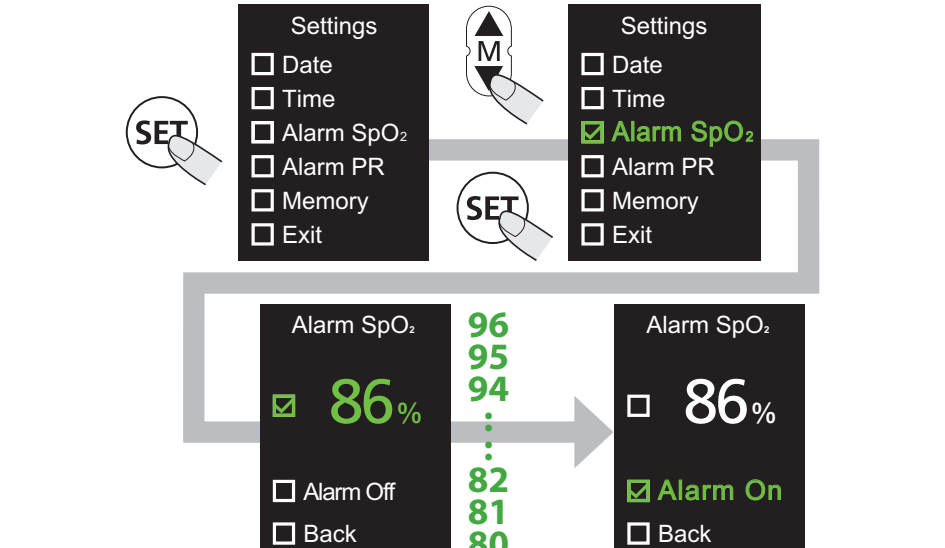 Settings
Date
Time
Alarm SpO₂
Alarm PR
Memory
Exit
SET
M
SET
Settings
Date
Time
Alarm SpO₂
Alarm PR
Memory
Exit
Alarm SpO₂
86%
Alarm Off
Back
96
95
94
82
81
80
Alarm SpO₂
86%
Alarm On
Back